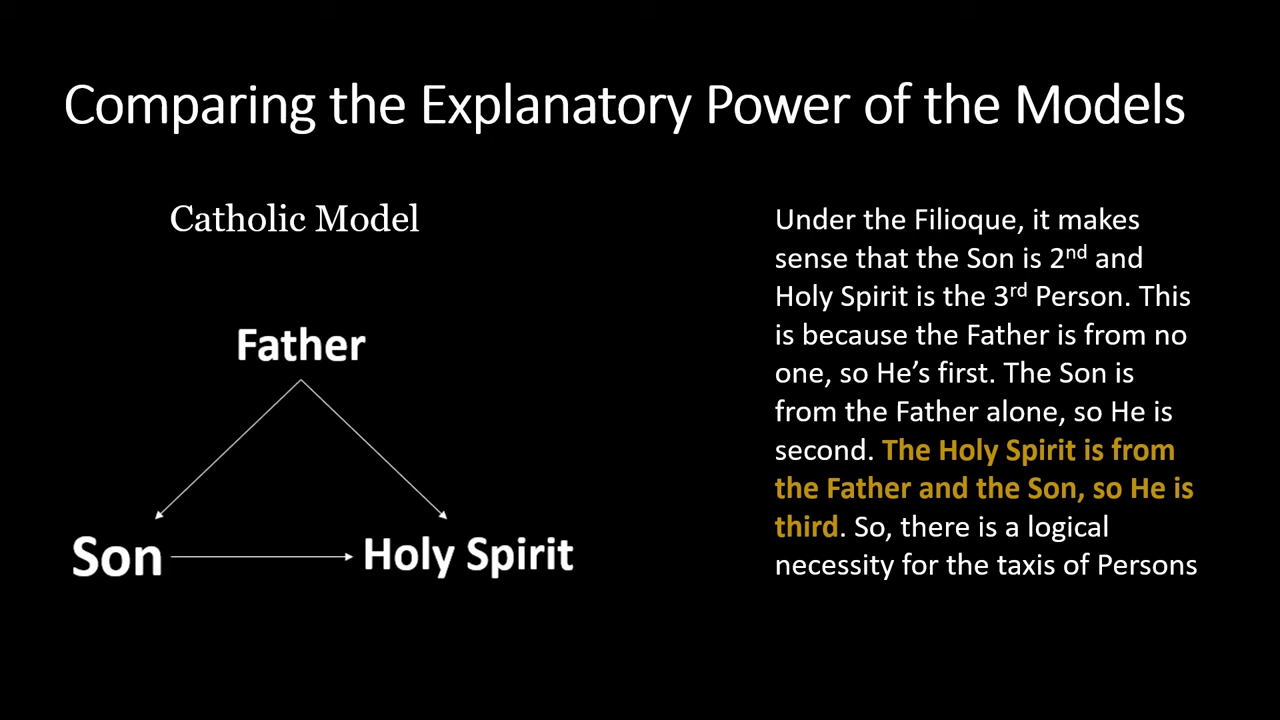 Comparing the Explanatory Power of the Models
Catholic Model
Father
Son
Holy Spirit
Under the Filioque, it makes
sense that the Son is 2nd and
Holy Spirit is the 3rd Person. This
is because the Father is from no
one, so He’s first. The Son is
from the Father alone, so He is
second. The Holy Spirit is from
the Father and the Son, so He is
third. So, there is a logical
necessity for the taxis of Persons